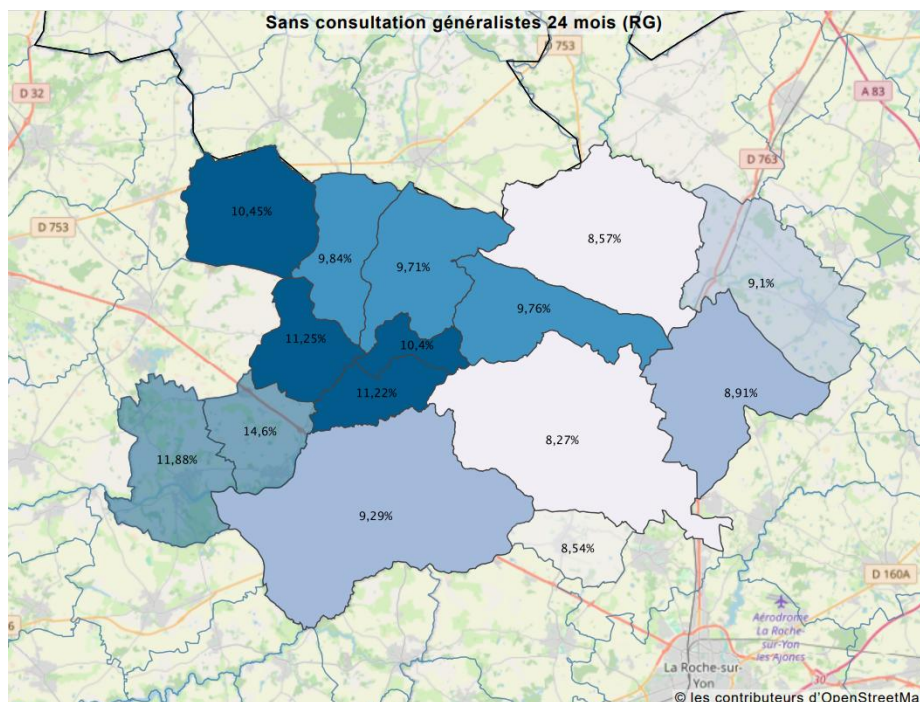 Sans consultation généralistes 24 mois (RG)
D 753
D 32
A 83
D 763
10,45%
D 753
8,57%
9,84%
9,71%
9,1%
9,76%
11,25%
10,4%
11,22%
8,91%
14,6%
8,27%
11,88%
9,29%
8,54%
D 160A
6
Aérodrome
La Roche-
sur-Yon
les Ajoncs
La Roche-sur-
Yon
30
© les contributeurs d'OpenStreetMa